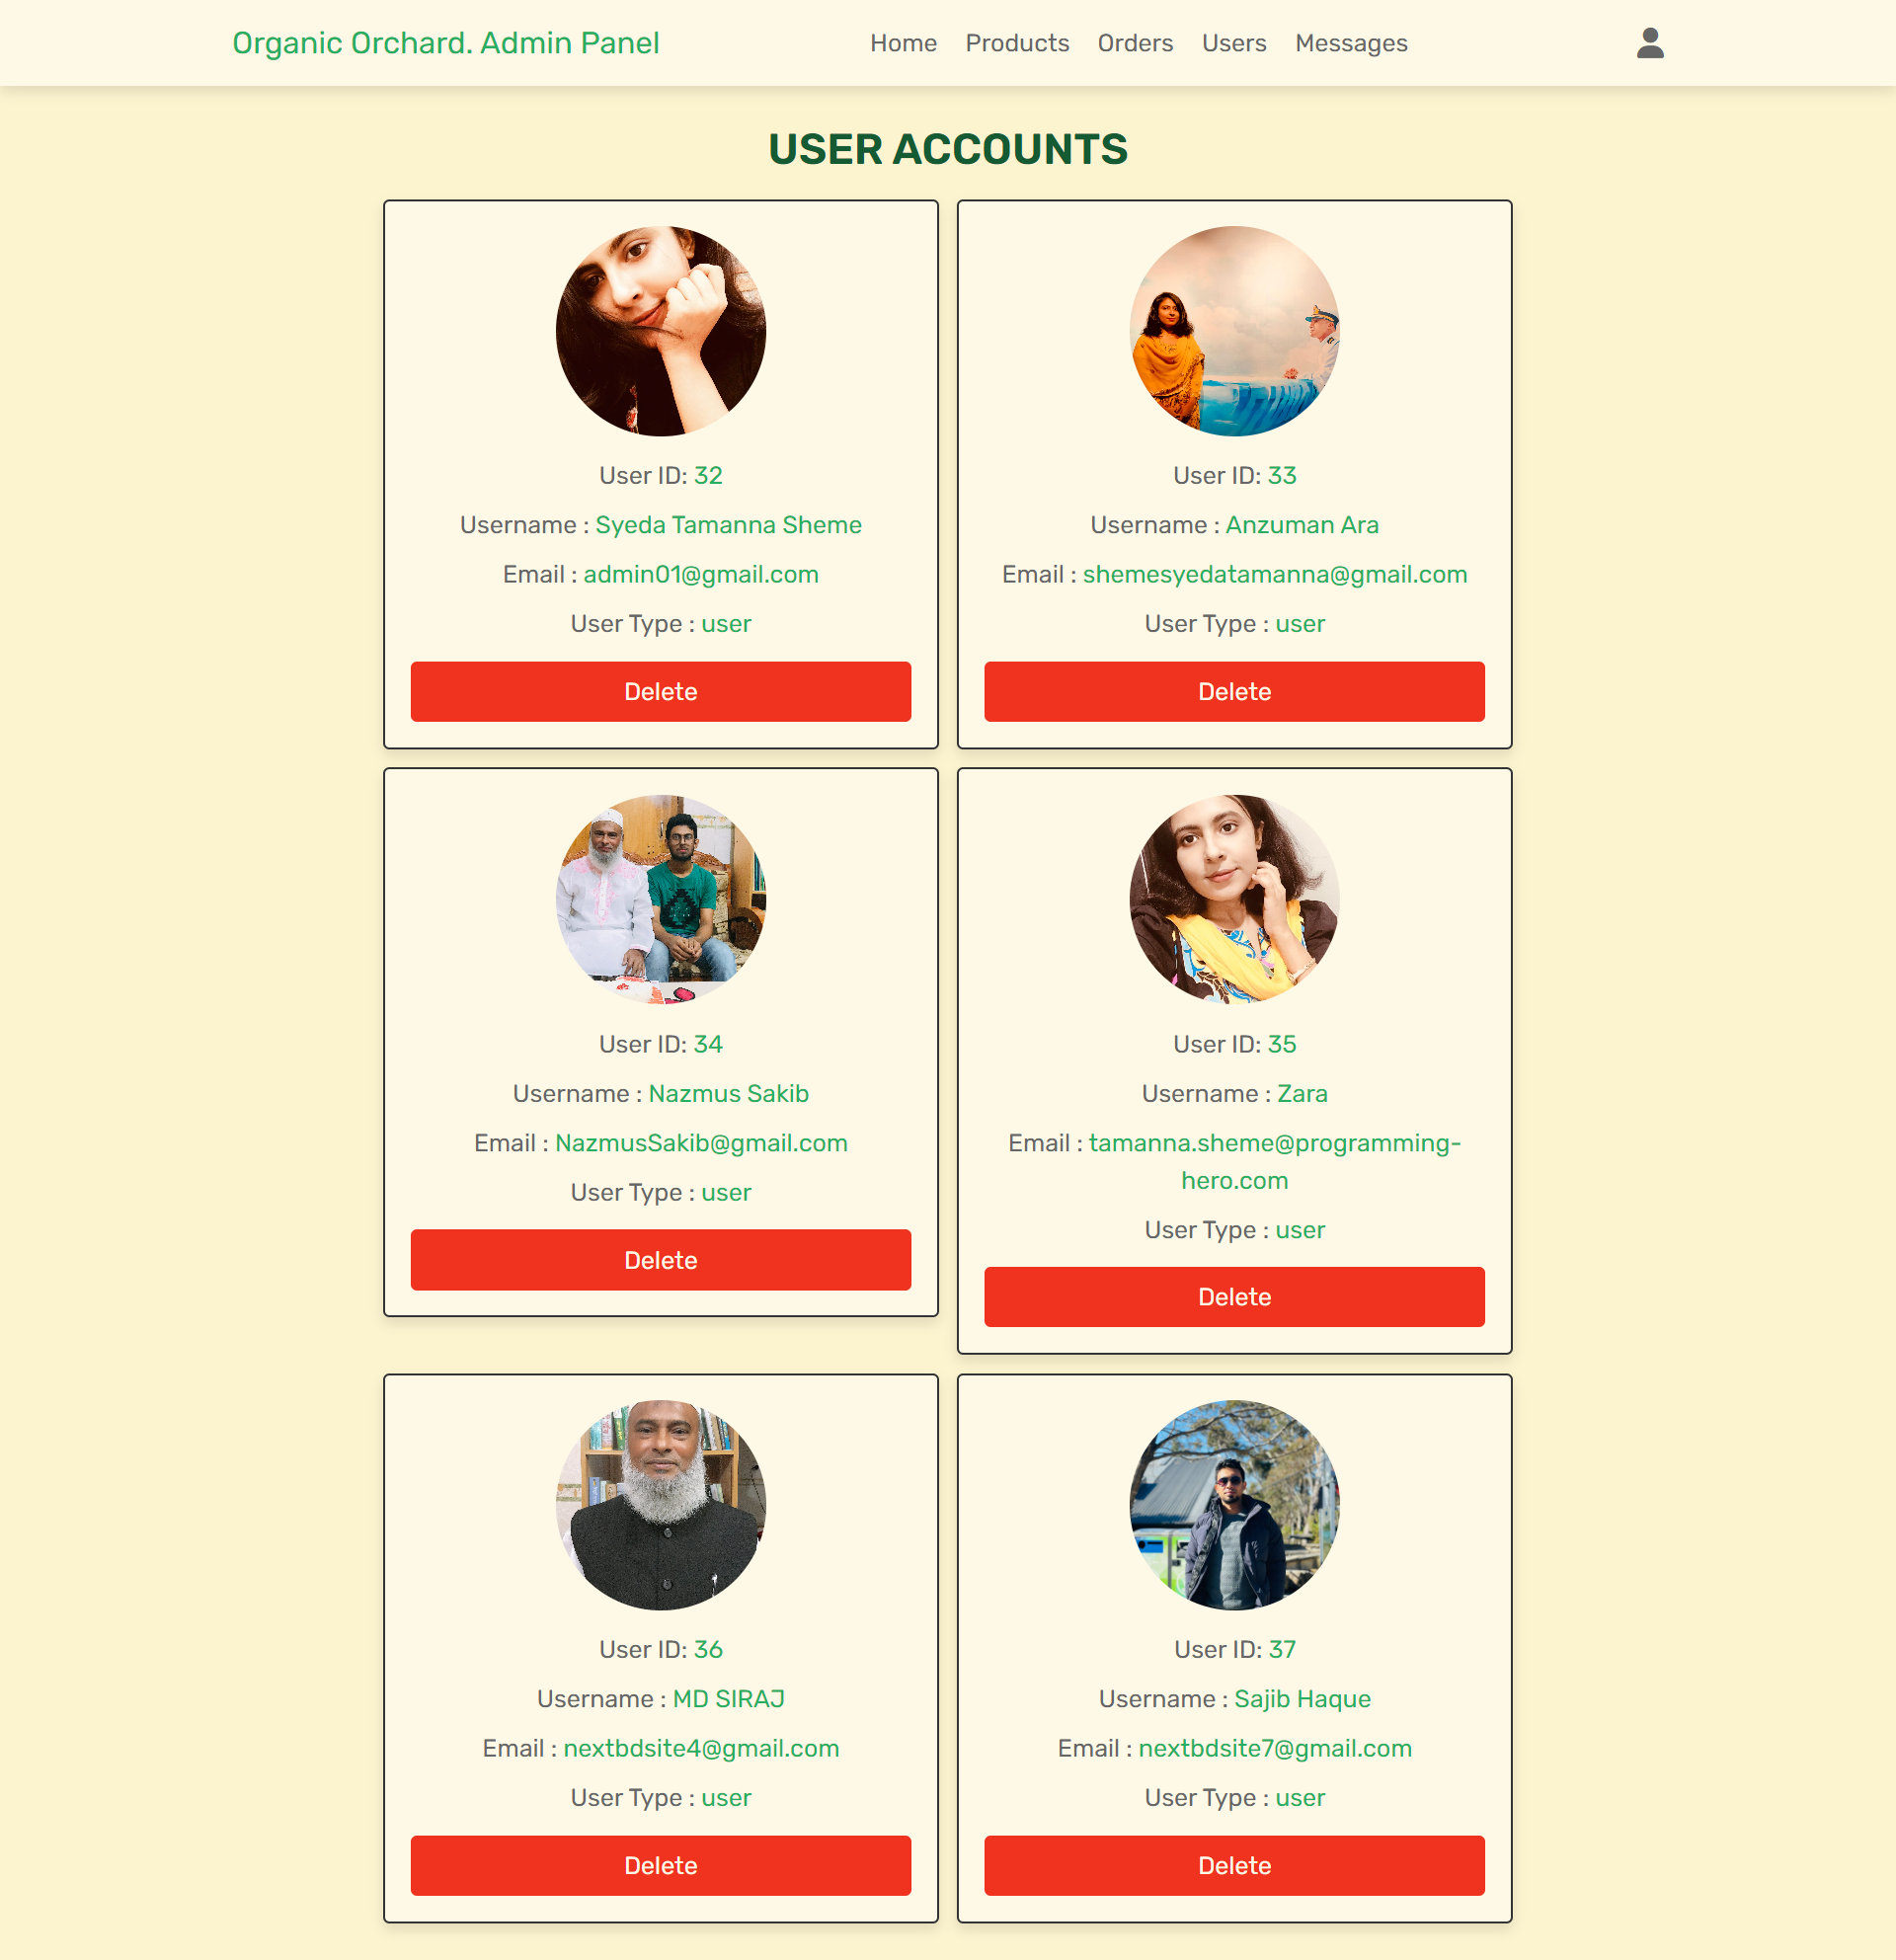 Organic Orchard. Admin Panel
Home Products Orders Users Messages
USER ACCOUNTS
User ID: 32
Username : Syeda Tamanna Sheme
Email : admin01@gmail.com
User Type : user
Delete
User ID: 33
Username : Anzuman Ara
Email : shemesyedatamanna@gmail.com
User Type : user
Delete
User ID: 34
Username : Nazmus Sakib
Email : NazmusSakib@gmail.com
User Type : user
Delete
User ID: 35
Username : Zara
Email : tamanna.sheme@programming-
hero.com
User Type : user
Delete
User ID: 36
Username : MD SIRAJ
Email : nextbdsite4@gmail.com
User Type : user
Delete
User ID: 37
Username : Sajib Haque
Email : nextbdsite7@gmail.com
User Type : user
Delete